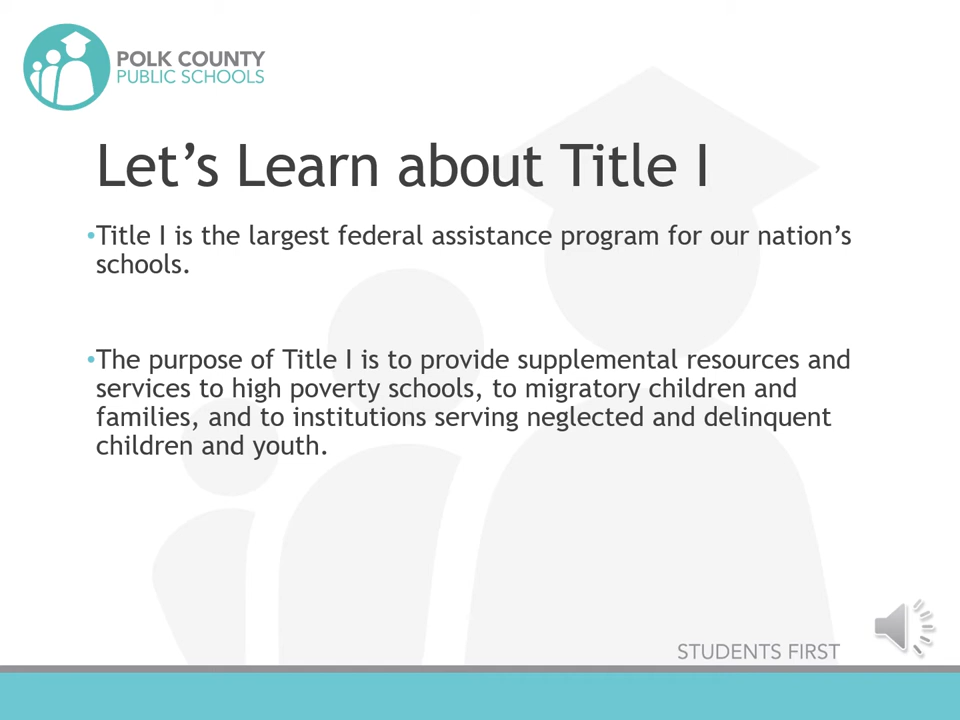 POLK COUNTY
PUBLIC SCHOOLS
Let’s Learn about Title I
•Title I is the largest federal assistance program for our nation’s
schools.
•The purpose of Title I is to provide supplemental resources and
services to high poverty schools, to migratory children and
families, and to institutions serving neglected and delinquent
children and youth.
STUDENTS FIRST